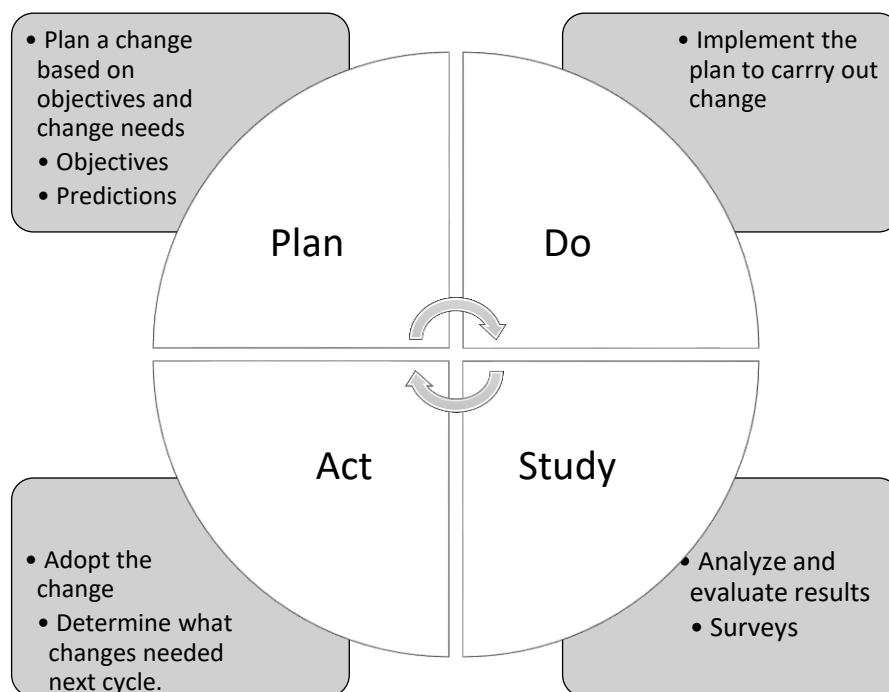 • Plan a change
based on
objectives and
change needs
• Objectives
• Predictions
• Implement the
plan to carrry out
change
Plan
Do
Act
Study
• Adopt the
change
• Determine what
changes needed
next cycle.
• Analyze and
evaluate results
• Surveys